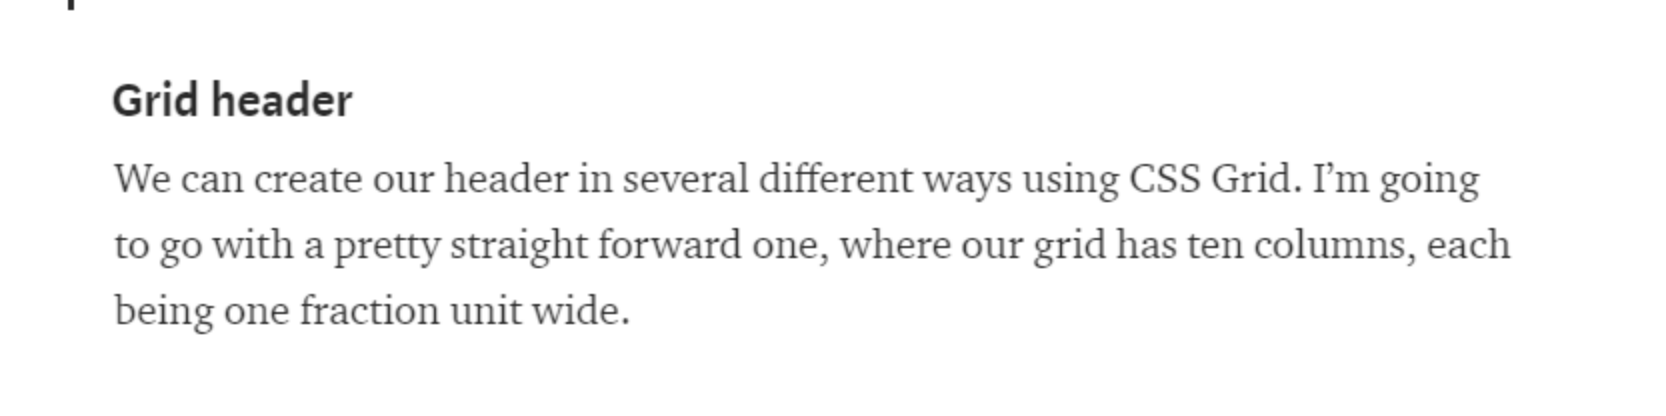 Grid header
We can create our header in several different ways using CSS Grid. I’m going
to go with a pretty straight forward one, where our grid has ten columns, each
being one fraction unit wide.